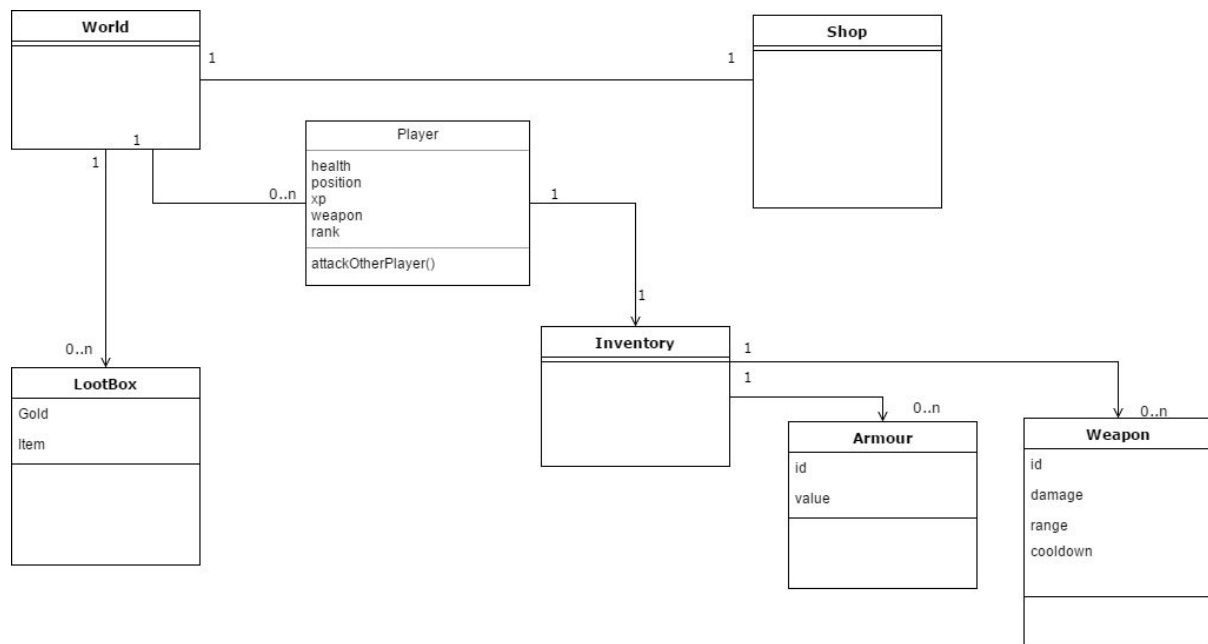 World
Shop
1
1
Player
1
1
health
position
xp
weapon
rank
0..n
1
attackOtherPlayer()
1
Inventory
0..n
1
LootBox
1
Gold
Item
0..n
0..n
Armour
Weapon
id
value
id
damage
range
cooldown